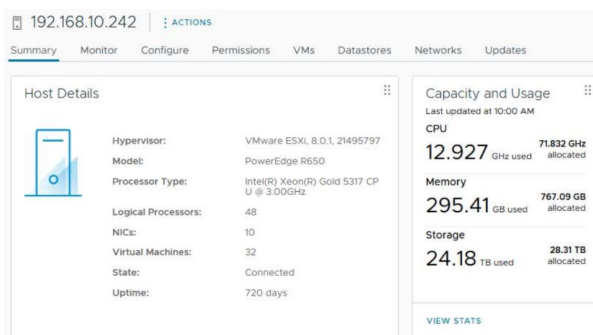 192.168.10.242 ACTIONS
Summary Monitor Configure Permissions VMs Datastores Networks Updates
Host Details
Hypervisor: VMware ESXi, 8.0.1, 21495797
Model: PowerEdge R650
Processor Type: Intel(R) Xeon(R) Gold 5317 CP
U @ 3.00GHz
Logical Processors: 48
NICs: 10
Virtual Machines: 32
State: Connected
Uptime: 720 days
Capacity and Usage
Last updated at 10:00 AM
CPU
12.927 GHz used 71.832 GHz
allocated
Memory
295.41 GB used 767.09 GB
allocated
Storage
24.18 TB used 28.31 TB
allocated
VIEW STATS